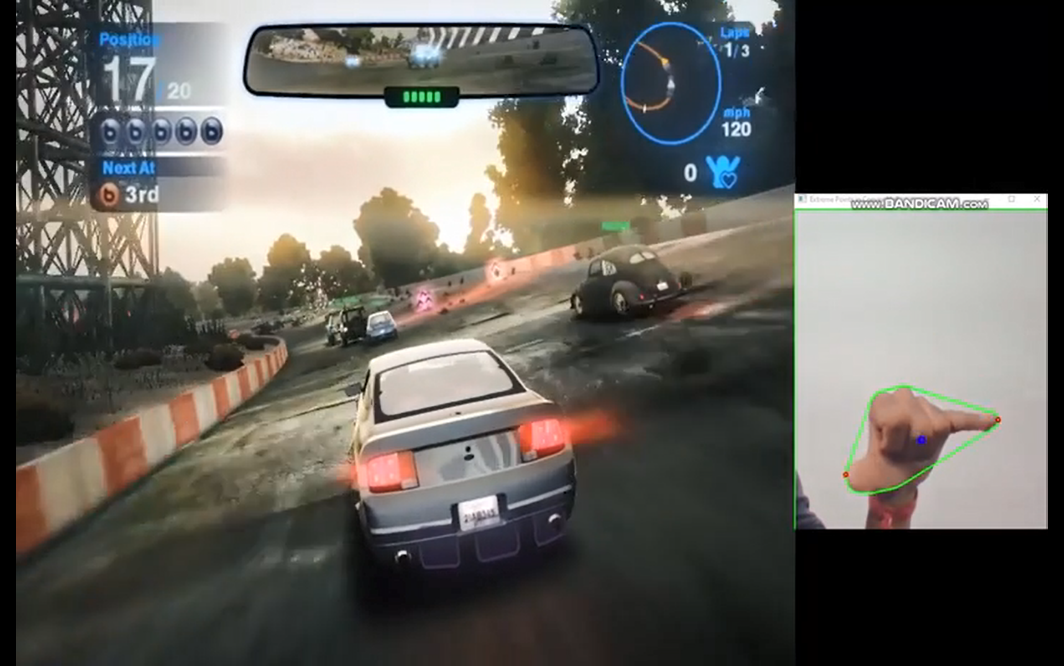 Position
17/20
Next At
3rd
Laps
1/3
mph
120
0
www.BANDICAM.com